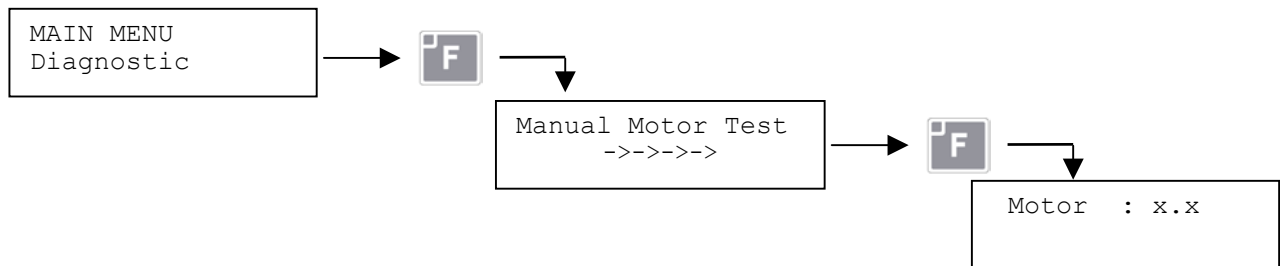 MAIN MENU
Diagnostic
F
Manual Motor Test
->->->->
F
Motor : x.x